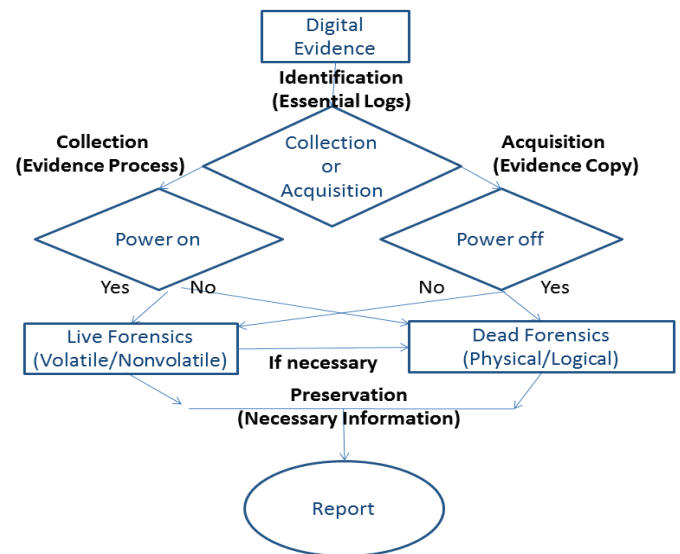 Digital
Evidence
Identification
(Essential Logs)
Collection
(Evidence Process)
Collection
or
Acquisition
Acquisition
(Evidence Copy)
Power on
Power off
Yes
No
No
Yes
Live Forensics
(Volatile/Nonvolatile)
If necessary
Dead Forensics
(Physical/Logical)
Preservation
(Necessary Information)
Report